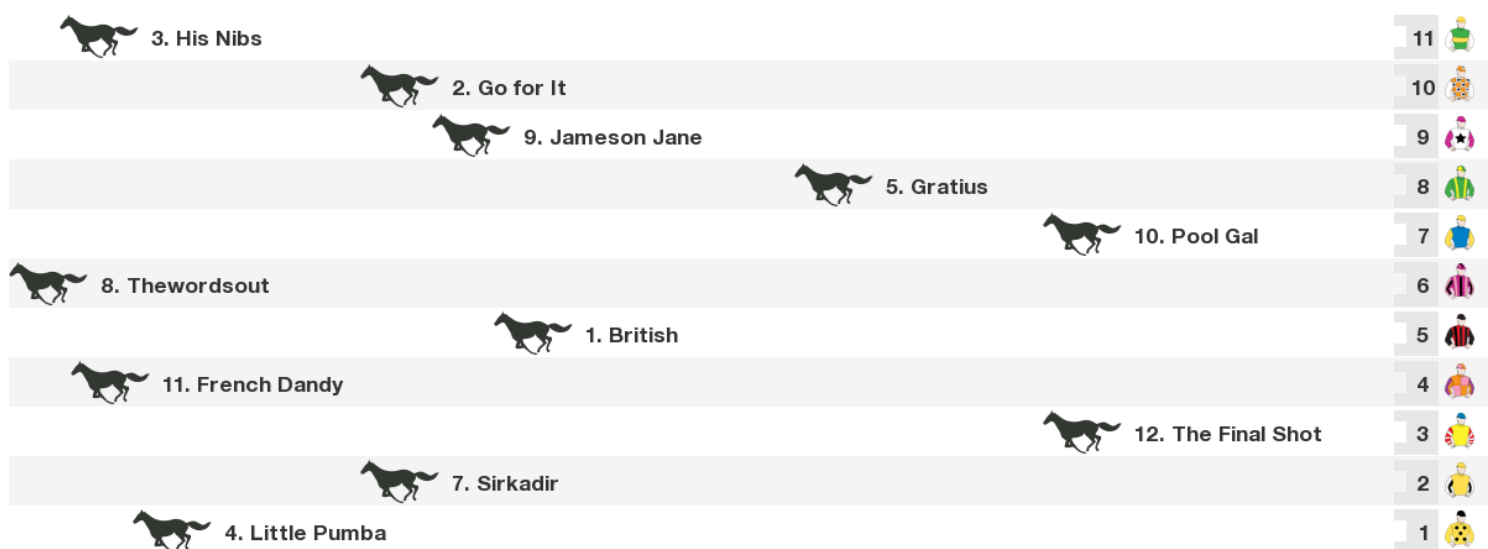 3. His Nibs 11
2. Go for It 10
9. Jameson Jane 9
5. Gratius 8
10. Pool Gal 7
8. Thewordsout 6
1. British 5
11. French Dandy 4
12. The Final Shot 3
7. Sirkadir 2
4. Little Pumba 1